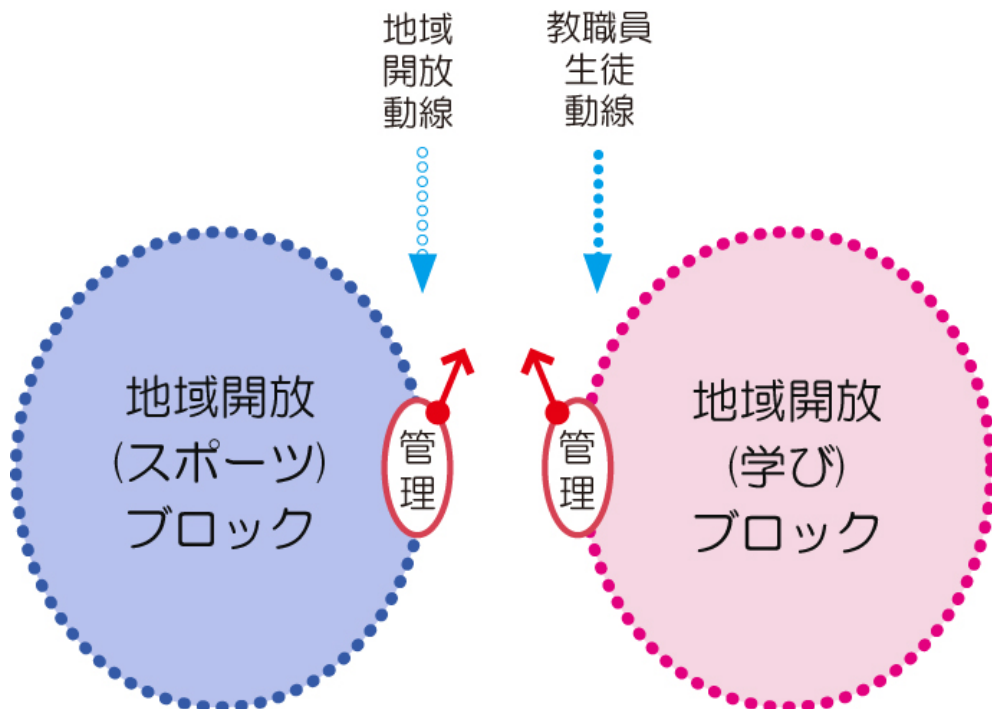 地域
開放
動線
教職員
生徒
動線
地域開放
(スポーツ)
ブロック
管
理
管
理
地域開放
(学び)
ブロック